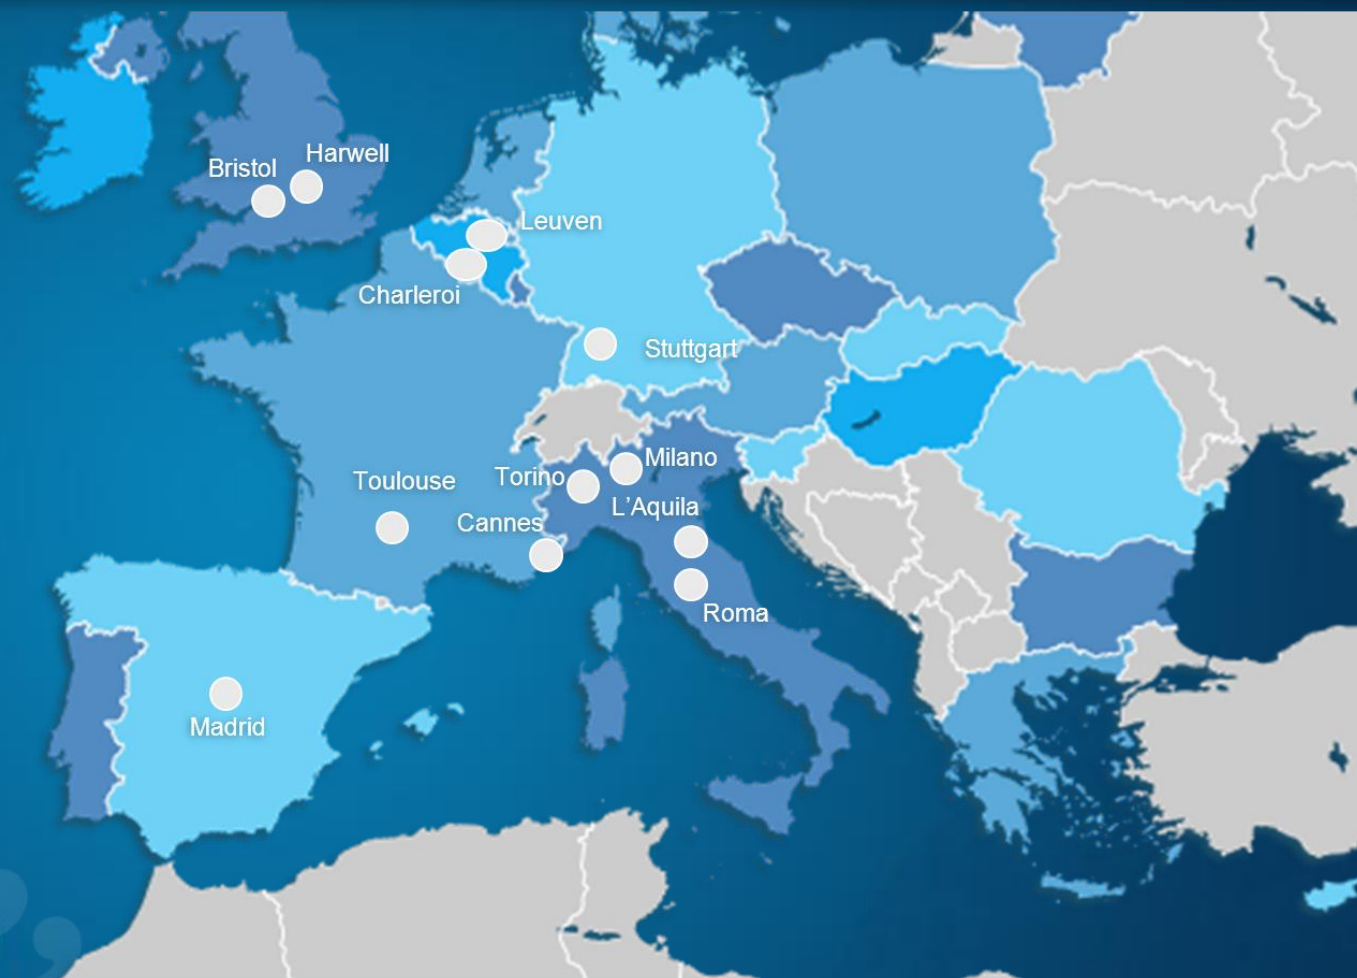 Harwell
Bristol
Leuven
Charleroi
Stuttgart
Milano
Torino
Toulouse
L’Aquila
Cannes
Roma
Madrid